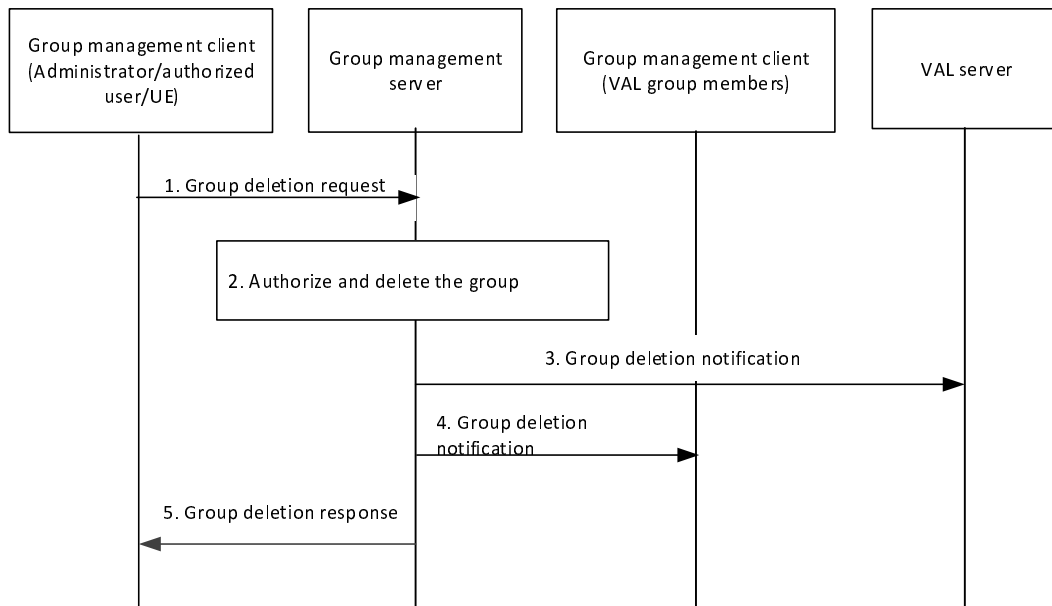 Group management client
(Administrator/authorized
user/UE)
Group management
server
Group management client
(VAL group members)
VAL server
1. Group deletion request
2. Authorize and delete the group
3. Group deletion notification
4. Group deletion
notification
5. Group deletion response